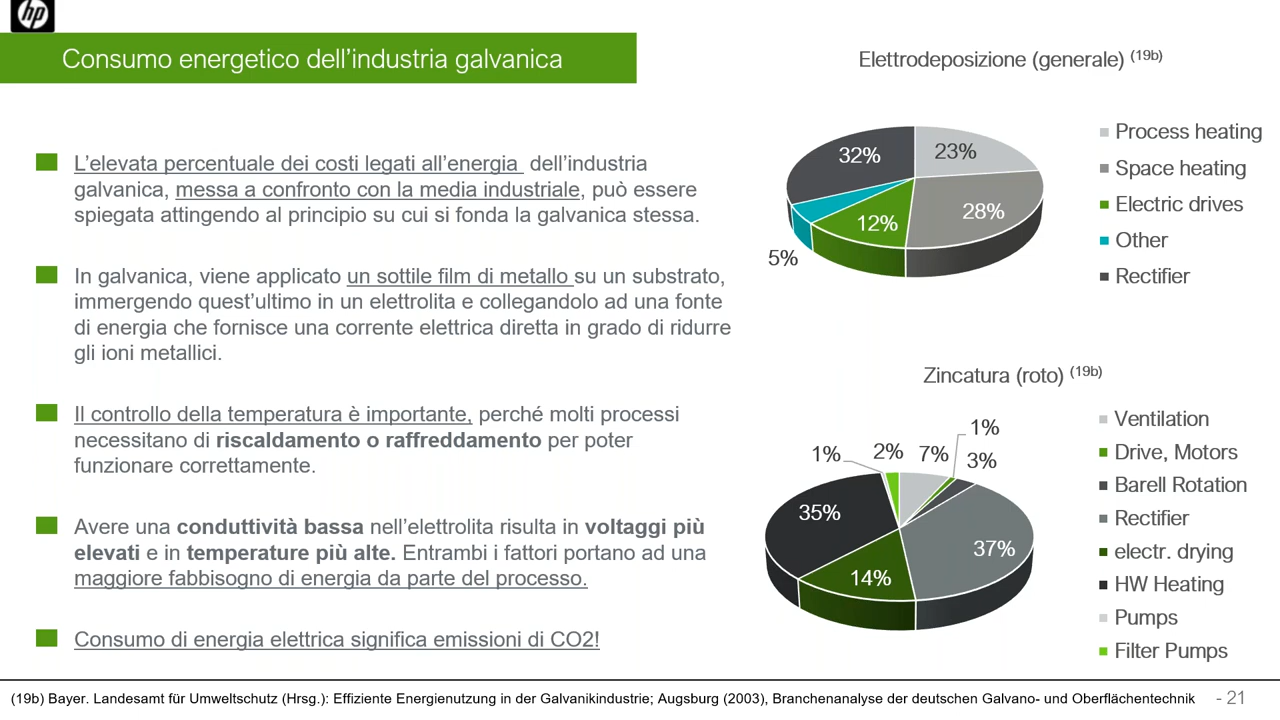 hp
Consumo energetico dell'industria galvanica
L'elevata percentuale dei costi legati all'energia dell'industria
galvanica, messa a confronto con la media industriale, può essere
spiegata attingendo al principio su cui si fonda la galvanica stessa.
In galvanica, viene applicato un sottile film di metallo su un substrato,
immergendo quest'ultimo in un elettrolita e collegandolo ad una fonte
di energia che fornisce una corrente elettrica diretta in grado di ridurre
gli ioni metallici.
Il controllo della temperatura è importante, perché molti processi
necessitano di riscaldamento o raffreddamento per poter
funzionare correttamente.
Avere una conduttività bassa nell'elettrolita risulta in voltaggi più
elevati e in temperature più alte. Entrambi i fattori portano ad una
maggiore fabbisogno di energia da parte del processo.
Consumo di energia elettrica significa emissioni di CO2!
Elettrodeposizione (generale) (19b)
32%
23%
28%
12%
5%
Process heating
Space heating
Electric drives
Other
Rectifier
Zincatura (roto) (19b)
1%
2%
7%
1%
3%
35%
37%
14%
Ventilation
Drive, Motors
Barell Rotation
Rectifier
electr. drying
HW Heating
Pumps
Filter Pumps
(19b) Bayer. Landesamt für Umweltschutz (Hrsg.): Effiziente Energienutzung in der Galvanikindustrie; Augsburg (2003), Branchenanalyse der deutschen Galvano- und Oberflächentechnik
- 21